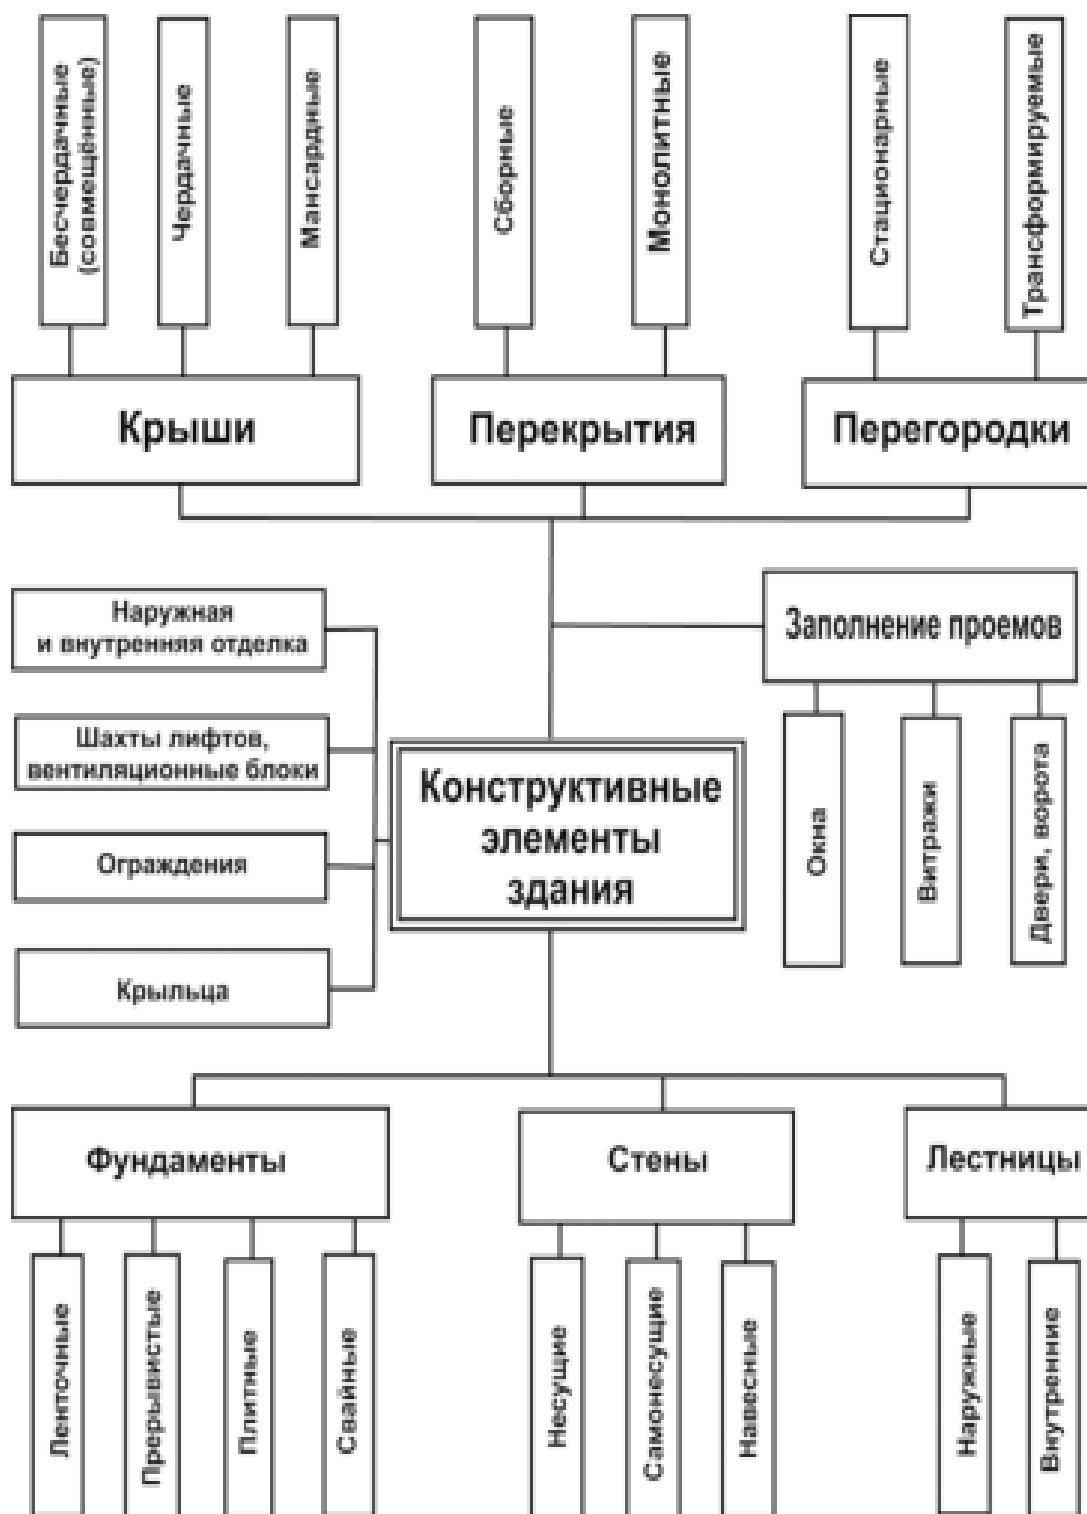 Бесчердачные
(совмещённые)
Чердачные
Мансардные
Сборные
Монолитные
Стационарные
Трансформируемые
Крыши
Перекрытия
Перегородки
Наружная
и внутренняя отделка
Шахты лифтов,
вентиляционные блоки
Ограждения
Крыльца
Заполнение проемов
Окна
Витражи
Двери, ворота
Конструктивные
элементы
здания
Фундаменты
Стены
Лестницы
Ленточные
Прерывистые
Плитные
Свайные
Несущие
Самонесущие
Навесные
Наружные
Внутренние